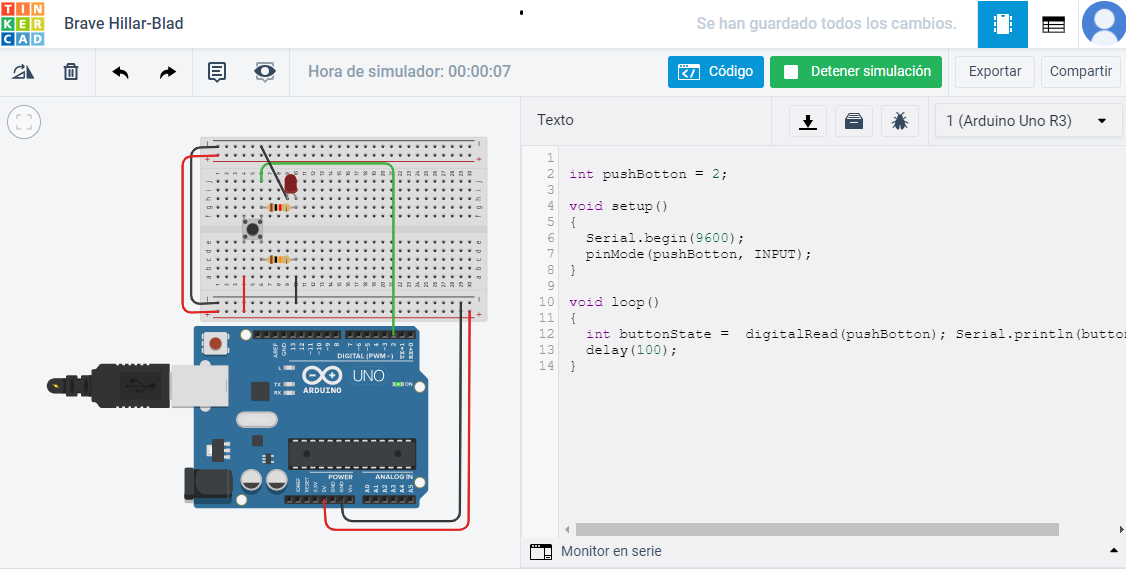 TIN
KER
CAD
Brave Hillar-Blad
Se han guardado todos los cambios.
Hora de simulador: 00:00:07
Código
Detener simulación
Exportar
Compartir
Texto
1 (Arduino Uno R3)
1
2 int pushBotton = 2;
3
4 void setup()
5 {
6 Serial.begin(9600);
7 pinMode(pushBotton, INPUT);
8 }
9
10 void loop()
11 {
12 int buttonState =  digitalRead(pushBotton); Serial.println(button
13 delay(100);
14 }
Monitor en serie
AREF
GND
13
12
~11
~10
~9
8
7
~6
~5
4
~3
2
TX→1
RX←0
DIGITAL (PWM~)
L
TX
RX
UNO
ON
ARDUINO
POWER
ANALOG IN
IOREF
RESET
3.3V
5V
GND
GND
Vin
A0
A1
A2
A3
A4
A5